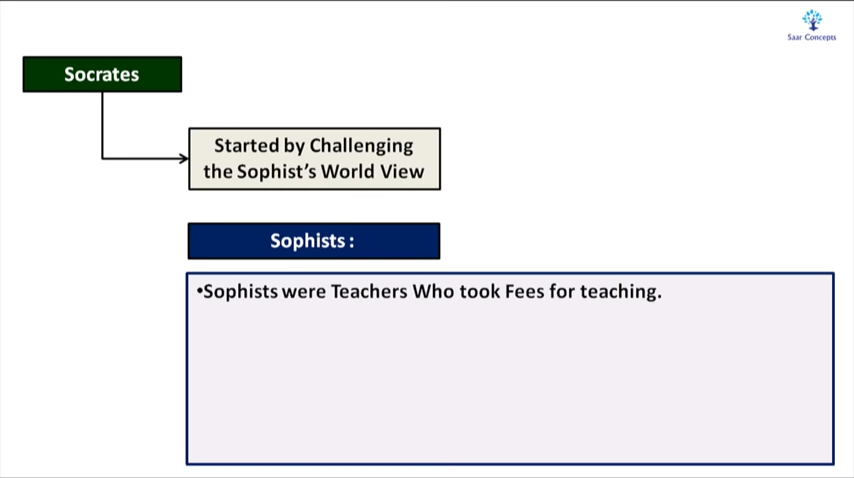 Saar Concepts
Socrates
Started by Challenging
the Sophist's World View
Sophists :
•Sophists were Teachers Who took Fees for teaching.